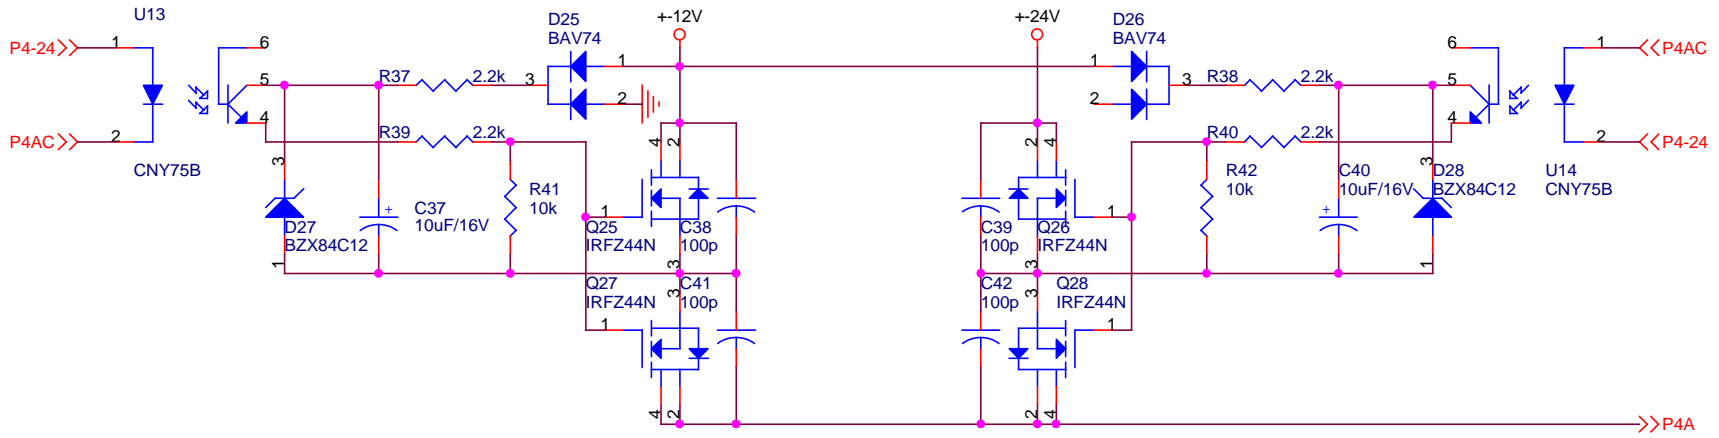 U13
P4-24
1
6
5
4
P4AC
2
CNY75B
R37
2.2k
3
D25
BAV74
1
2
+-12V
R39
2.2k
3
D27
BZX84C12
1
+
C37
10uF/16V
R41
10k
4
2
1
Q25
IRFZ44N
C38
100p
3
Q27
IRFZ44N
3
C41
100p
1
4
2
+-24V
D26
BAV74
1
2
3
R38
2.2k
6
5
4
U14
CNY75B
1
P4AC
2
P4-24
R40
2.2k
R42
10k
C40
10uF/16V
+
3
D28
BZX84C12
1
2
4
1
C39
100p
Q26
IRFZ44N
3
C42
100p
3
Q28
IRFZ44N
1
2
4
P4A